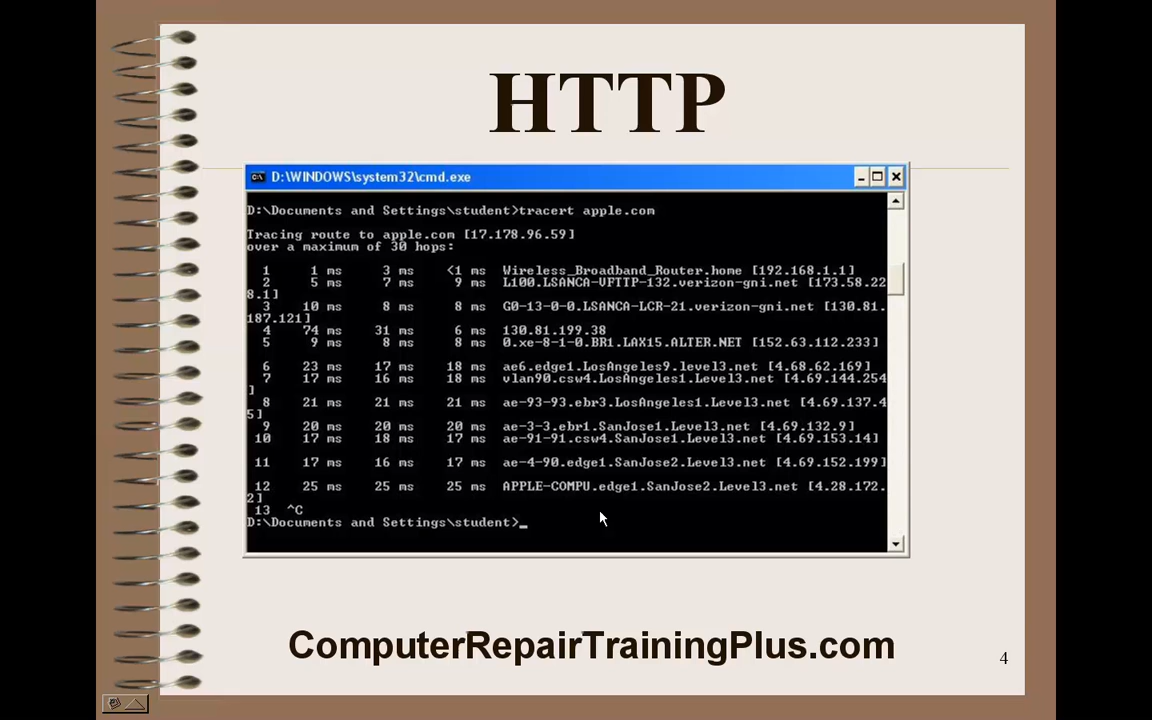 HTTP
D:\WINDOWS\system32\cmd.exe
D:\Documents and Settings\student>tracert apple.com
Tracing route to apple.com [17.178.96.59]
over a maximum of 30 hops:
1 1 ms 3 ms <1 ms Wireless_Broadband_Router.home [192.168.1.1]
2 5 ms 7 ms 9 ms L100.LSANCA-VFTTP-132.verizon-gni.net [173.58.22
8.1]
3 10 ms 8 ms 8 ms G0-13-0-0.LSANCA-LCR-21.verizon-gni.net [130.81.
187.121]
4 74 ms 31 ms 6 ms 130.81.199.38
5 9 ms 8 ms 8 ms 0.xe-8-1-0.BR1.LAX15.ALTER.NET [152.63.112.233]
6 23 ms 17 ms 18 ms ae6.edge1.LosAngeles9.level3.net [4.68.62.169]
7 17 ms 16 ms 18 ms vlan90.csw4.LosAngeles1.Level3.net [4.69.144.254
]
8 21 ms 21 ms 21 ms ae-93-93.ebr3.LosAngeles1.Level3.net [4.69.137.4
5]
9 20 ms 20 ms 20 ms ae-3-3.ebr1.SanJose1.Level3.net [4.69.132.9]
10 17 ms 18 ms 17 ms ae-91-91.csw4.SanJose1.Level3.net [4.69.153.14]
11 17 ms 16 ms 17 ms ae-4-90.edge1.SanJose2.Level3.net [4.69.152.199]
12 25 ms 25 ms 25 ms APPLE-COMPU.edge1.SanJose2.Level3.net [4.28.172.
2]
13 ^C
D:\Documents and Settings\student>_
ComputerRepairTrainingPlus.com
4